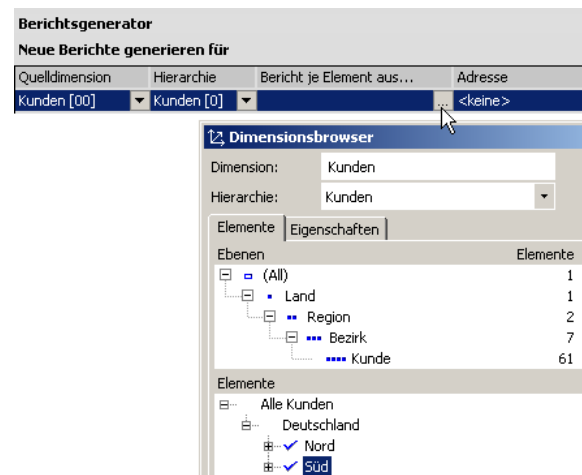 Berichtsgenerator
Neue Berichte generieren für
Quelldimension Hierarchie Bericht je Element aus... Adresse
Kunden [00] Kunden [0] ... <keine>
Dimensionsbrowser
Dimension: Kunden
Hierarchie: Kunden
Elemente Eigenschaften
Ebenen Elemente
(All) 1
Land 1
Region 2
Bezirk 7
Kunde 61
Elemente
Alle Kunden
Deutschland
Nord
Süd